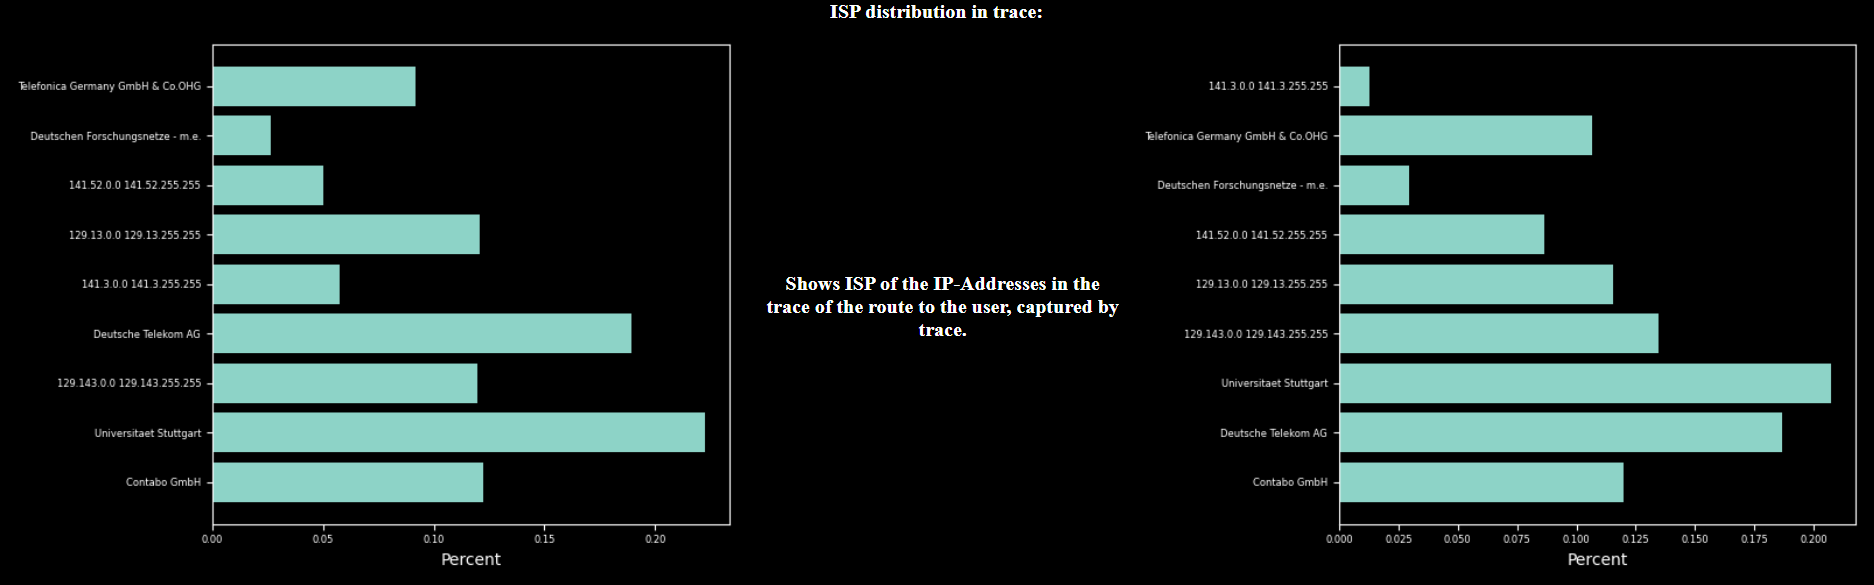 ISP distribution in trace:
Telefonica Germany GmbH & Co.OHG
Deutschen Forschungsnetze - m.e.
141.52.0.0 141.52.255.255
129.13.0.0 129.13.255.255
141.3.0.0 141.3.255.255
Deutsche Telekom AG
129.143.0.0 129.143.255.255
Universitaet Stuttgart
Contabo GmbH
0.00 0.05 0.10 0.15 0.20
Percent
Shows ISP of the IP-Addresses in the
trace of the route to the user, captured by
trace.
141.3.0.0 141.3.255.255
Telefonica Germany GmbH & Co.OHG
Deutschen Forschungsnetze - m.e.
141.52.0.0 141.52.255.255
129.13.0.0 129.13.255.255
129.143.0.0 129.143.255.255
Universitaet Stuttgart
Deutsche Telekom AG
Contabo GmbH
0.000 0.025 0.050 0.075 0.100 0.125 0.150 0.175 0.200
Percent